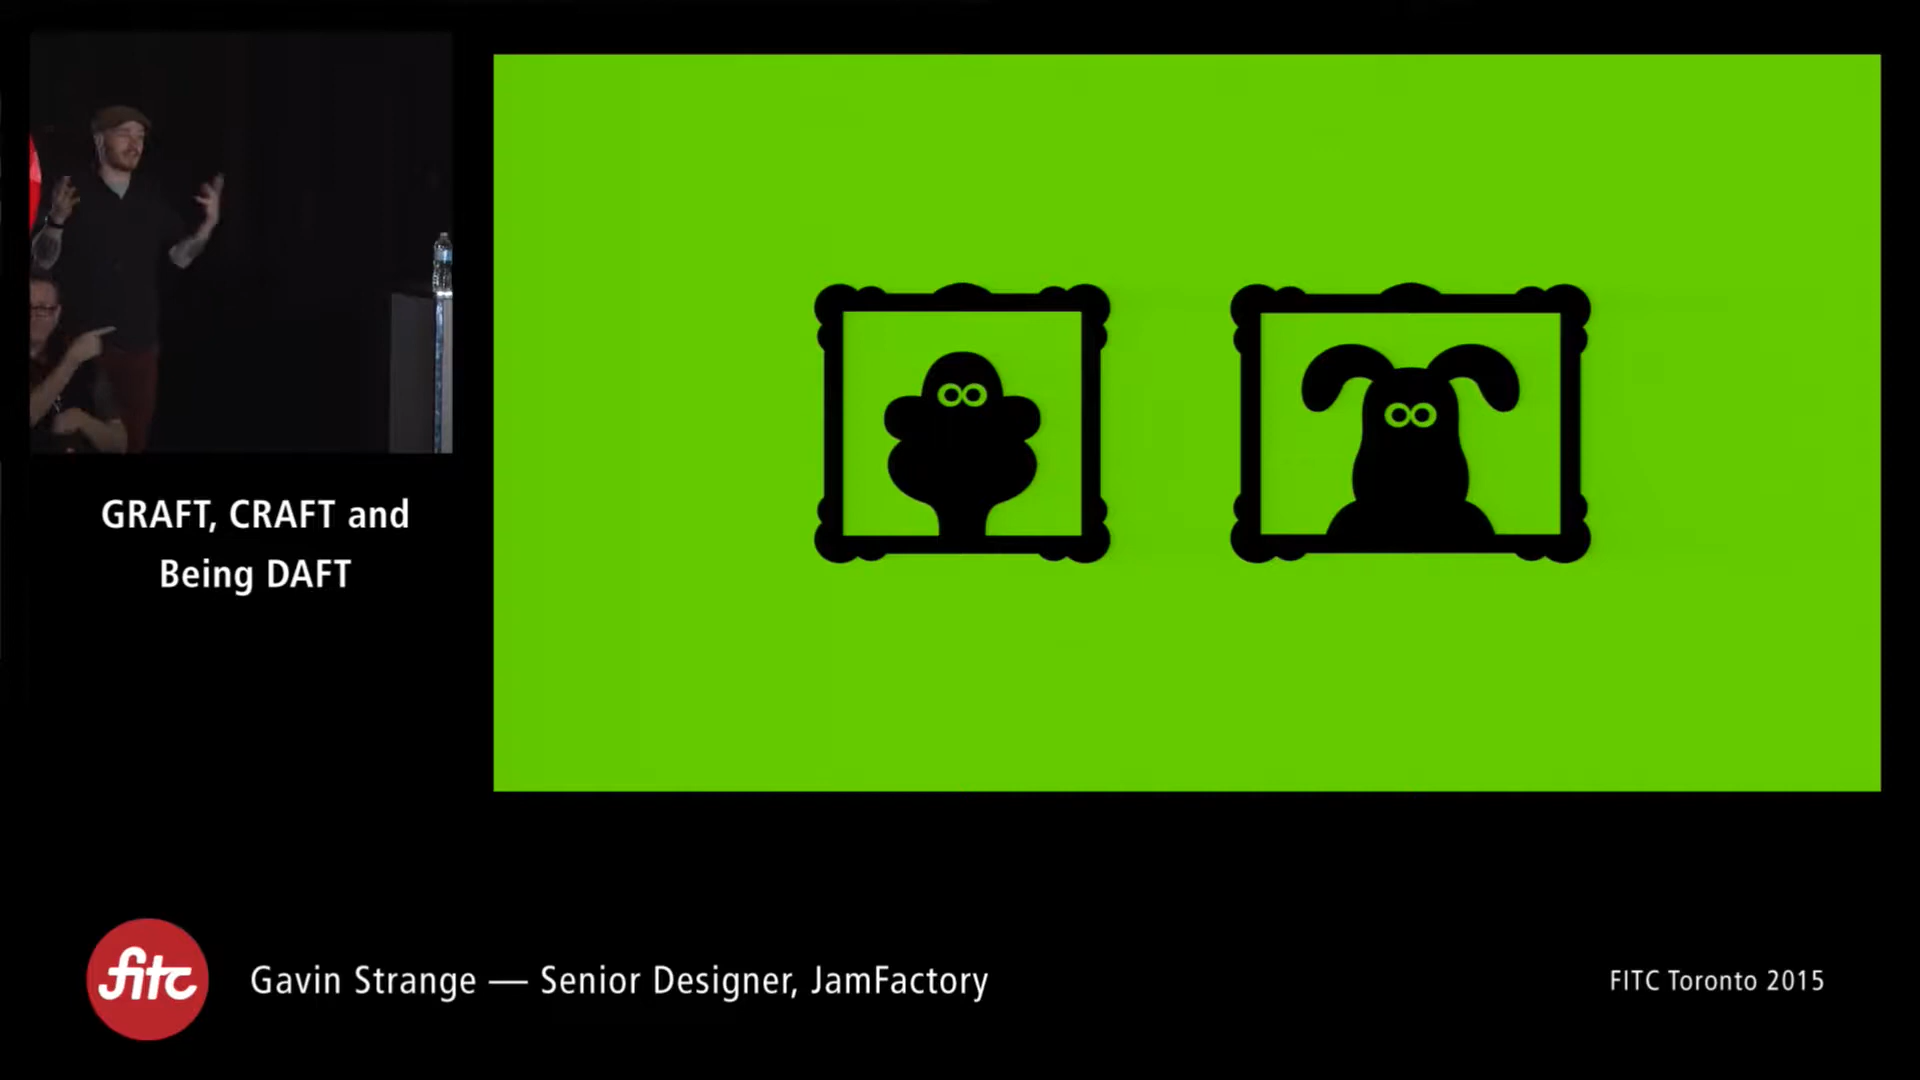 GRAFT, CRAFT and
Being DAFT
fitc
Gavin Strange — Senior Designer, JamFactory
FITC Toronto 2015